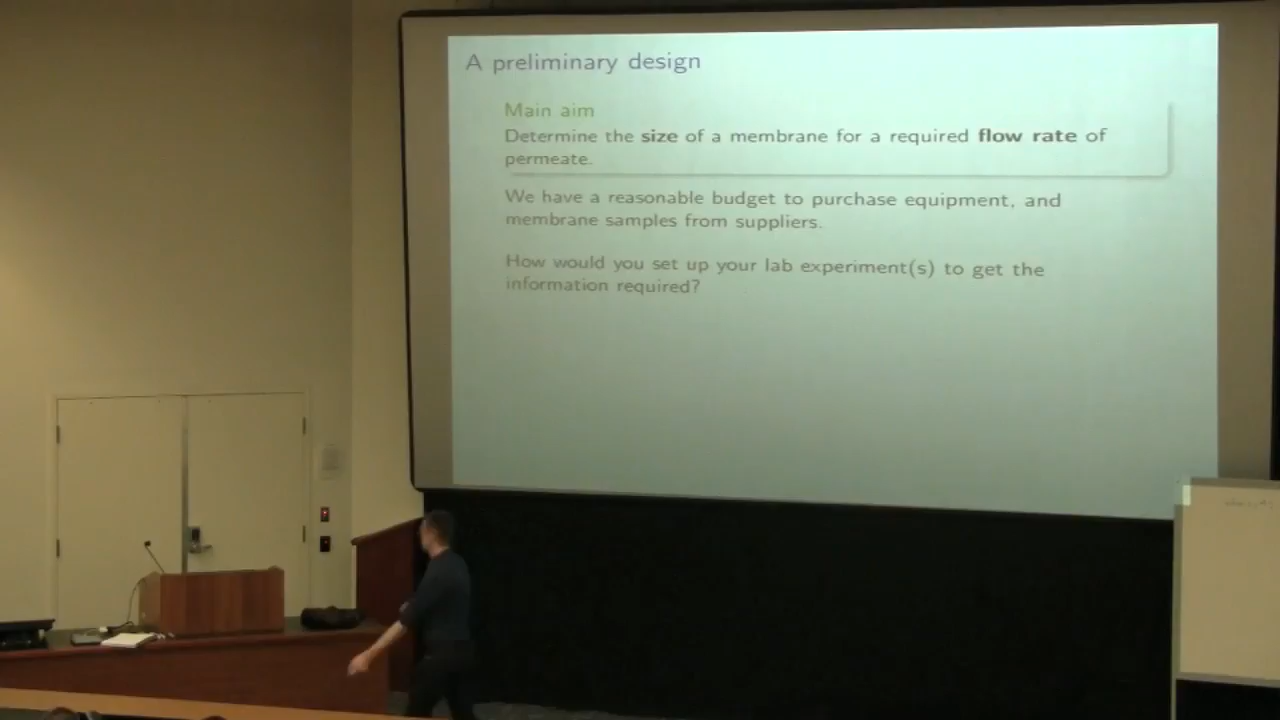 A preliminary design
Main aim
Determine the size of a membrane for a required flow rate of
permeate.
We have a reasonable budget to purchase equipment, and
membrane samples from suppliers.
How would you set up your lab experiment(s) to get the
information required?